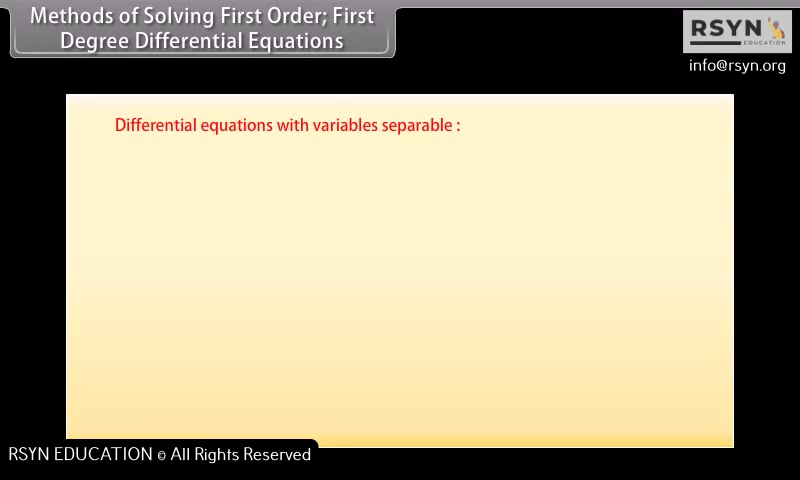 Methods of Solving First Order; First
Degree Differential Equations
RSYN
EDUCATION
info@rsyn.org
Differential equations with variables separable :
RSYN EDUCATION © All Rights Reserved